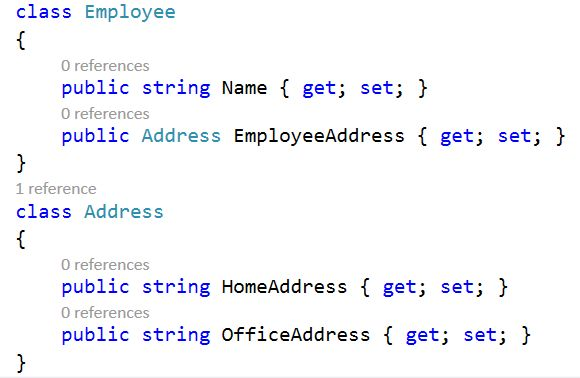 class Employee
{
0 references
public string Name { get; set; }
0 references
public Address EmployeeAddress { get; set; }
}
1 reference
class Address
{
0 references
public string HomeAddress { get; set; }
0 references
public string OfficeAddress { get; set; }
}